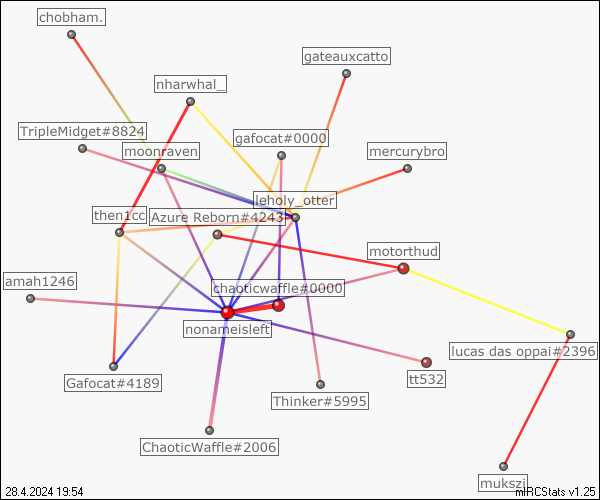 chobham.
gateauxcatto
nharwhal_
TripleMidget#8824
gafocat#0000
moonraven
mercurybro
leholy_otter
then1cc
Azure Reborn#4243
motorthud
amah1246
chaoticwaffle#0000
nonameisleft
lucas das oppai#2396
Gafocat#4189
tt532
Thinker#5995
ChaoticWaffle#2006
mukszi
28.4.2024 19:54
mIRCStats v1.25